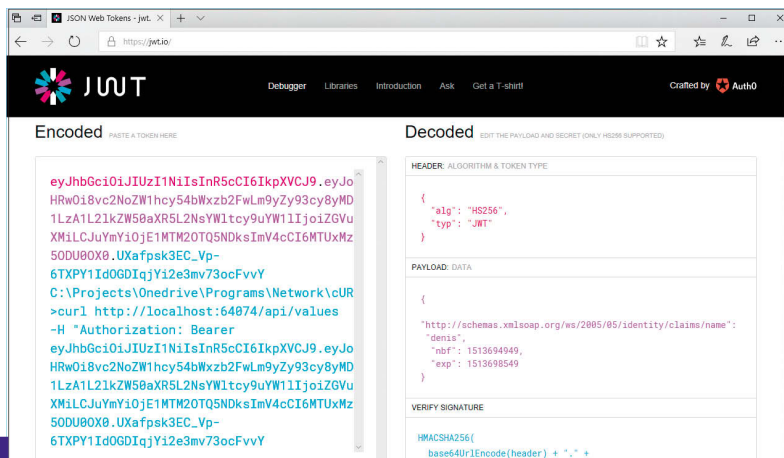 JSON Web Tokens - jwt.
https://jwt.io/
JWT
Debugger Libraries Introduction Ask Get a T-shirt!
Crafted by Auth0
Encoded PASTE A TOKEN HERE
eyJhbGciOiJIUzI1NiIsInR5cCI6IkpXVCJ9.eyJo
HRwOi8vc2NoZW1hcy54bWxzb2FwLm9yZy93cy8yMD
1LzA1L2lkZW50aXR5L2NsYWltcy9uYW1lIjoiZGVu
XMiLCJuYmYiOjE1MTM2OTQ5NDksImV4cCI6MTUxMz
5ODU0OX0.UXafpsk3EC_Vp-
6TXPY1IdOGDIqjYi2e3mv73ocFvvY
C:\Projects\Onedrive\Programs\Network\cUR
>curl http://localhost:64074/api/values
-H "Authorization: Bearer
eyJhbGciOiJIUzI1NiIsInR5cCI6IkpXVCJ9.eyJo
HRwOi8vc2NoZW1hcy54bWxzb2FwLm9yZy93cy8yMD
1LzA1L2lkZW50aXR5L2NsYWltcy9uYW1lIjoiZGVu
XMiLCJuYmYiOjE1MTM2OTQ5NDksImV4cCI6MTUxMz
5ODU0OX0.UXafpsk3EC_Vp-
6TXPY1IdOGDIqjYi2e3mv73ocFvvY
Decoded EDIT THE PAYLOAD AND SECRET (ONLY HS256 SUPPORTED)
HEADER: ALGORITHM & TOKEN TYPE
{
"alg": "HS256",
"typ": "JWT"
}
PAYLOAD: DATA
{
"http://schemas.xmlsoap.org/ws/2005/05/identity/claims/name":
"denis",
"nbf": 1513694949,
"exp": 1513698549
}
VERIFY SIGNATURE
HMACSHA256(
base64UrlEncode(header) + "." +